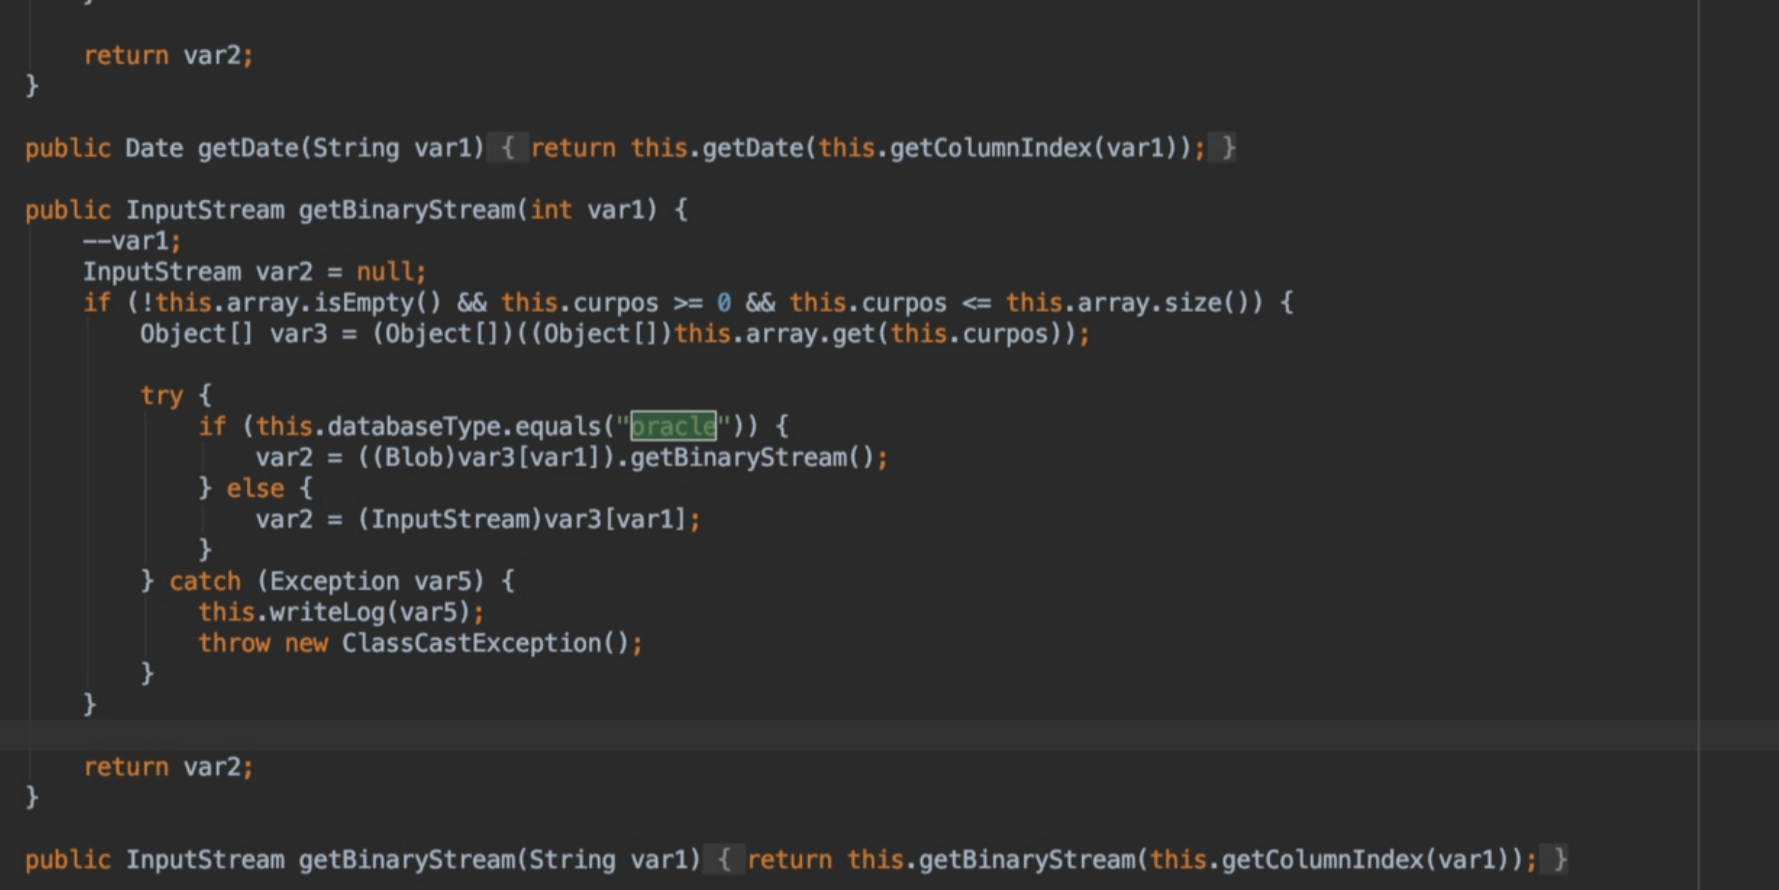 }
return var2;
}
public Date getDate(String var1) { return this.getDate(this.getColumnIndex(var1)); }
public InputStream getBinaryStream(int var1) {
--var1;
InputStream var2 = null;
if (!this.array.isEmpty() && this.curpos >= 0 && this.curpos <= this.array.size()) {
Object[] var3 = (Object[])((Object[])this.array.get(this.curpos));
try {
if (this.databaseType.equals("oracle")) {
var2 = ((Blob)var3[var1]).getBinaryStream();
} else {
var2 = (InputStream)var3[var1];
}
} catch (Exception var5) {
this.writeLog(var5);
throw new ClassCastException();
}
}
return var2;
}
public InputStream getBinaryStream(String var1) { return this.getBinaryStream(this.getColumnIndex(var1)); }